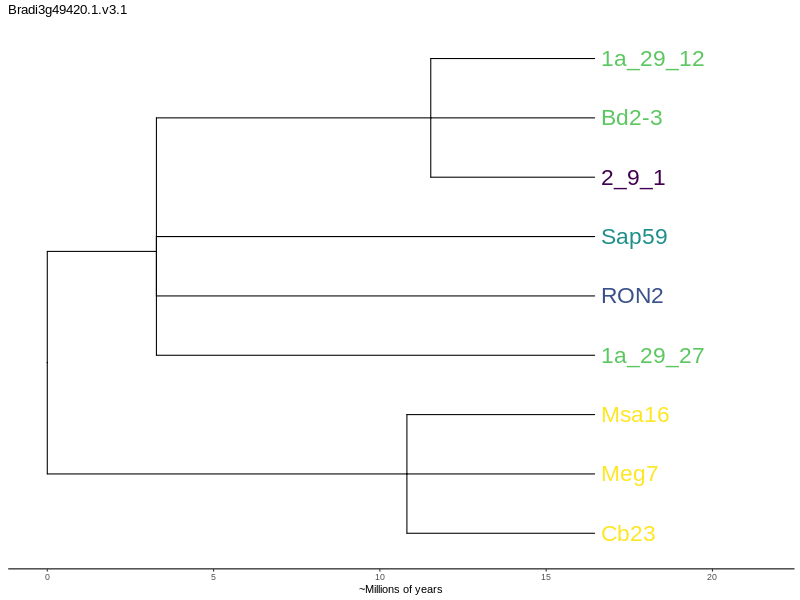 Bradi3g49420.1.v3.1
1a_29_12
Bd2-3
2_9_1
Sap59
RON2
1a_29_27
Msa16
Meg7
Cb23
0 5 10 15 20
~Millions of years